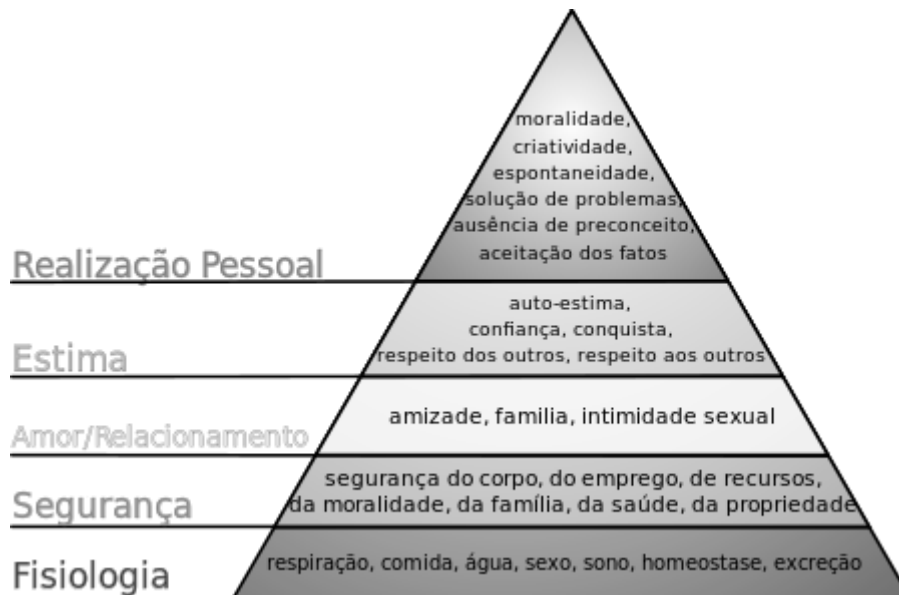 moralidade,
criatividade,
espontaneidade,
solução de problemas,
ausência de preconceito,
aceitação dos fatos
Realização Pessoal
auto-estima,
confiança, conquista,
respeito dos outros, respeito aos outros
Estima
amizade, familia, intimidade sexual
Amor/Relacionamento
segurança do corpo, do emprego, de recursos,
da moralidade, da família, da saúde, da propriedade
Segurança
respiração, comida, água, sexo, sono, homeostase, excreção
Fisiologia